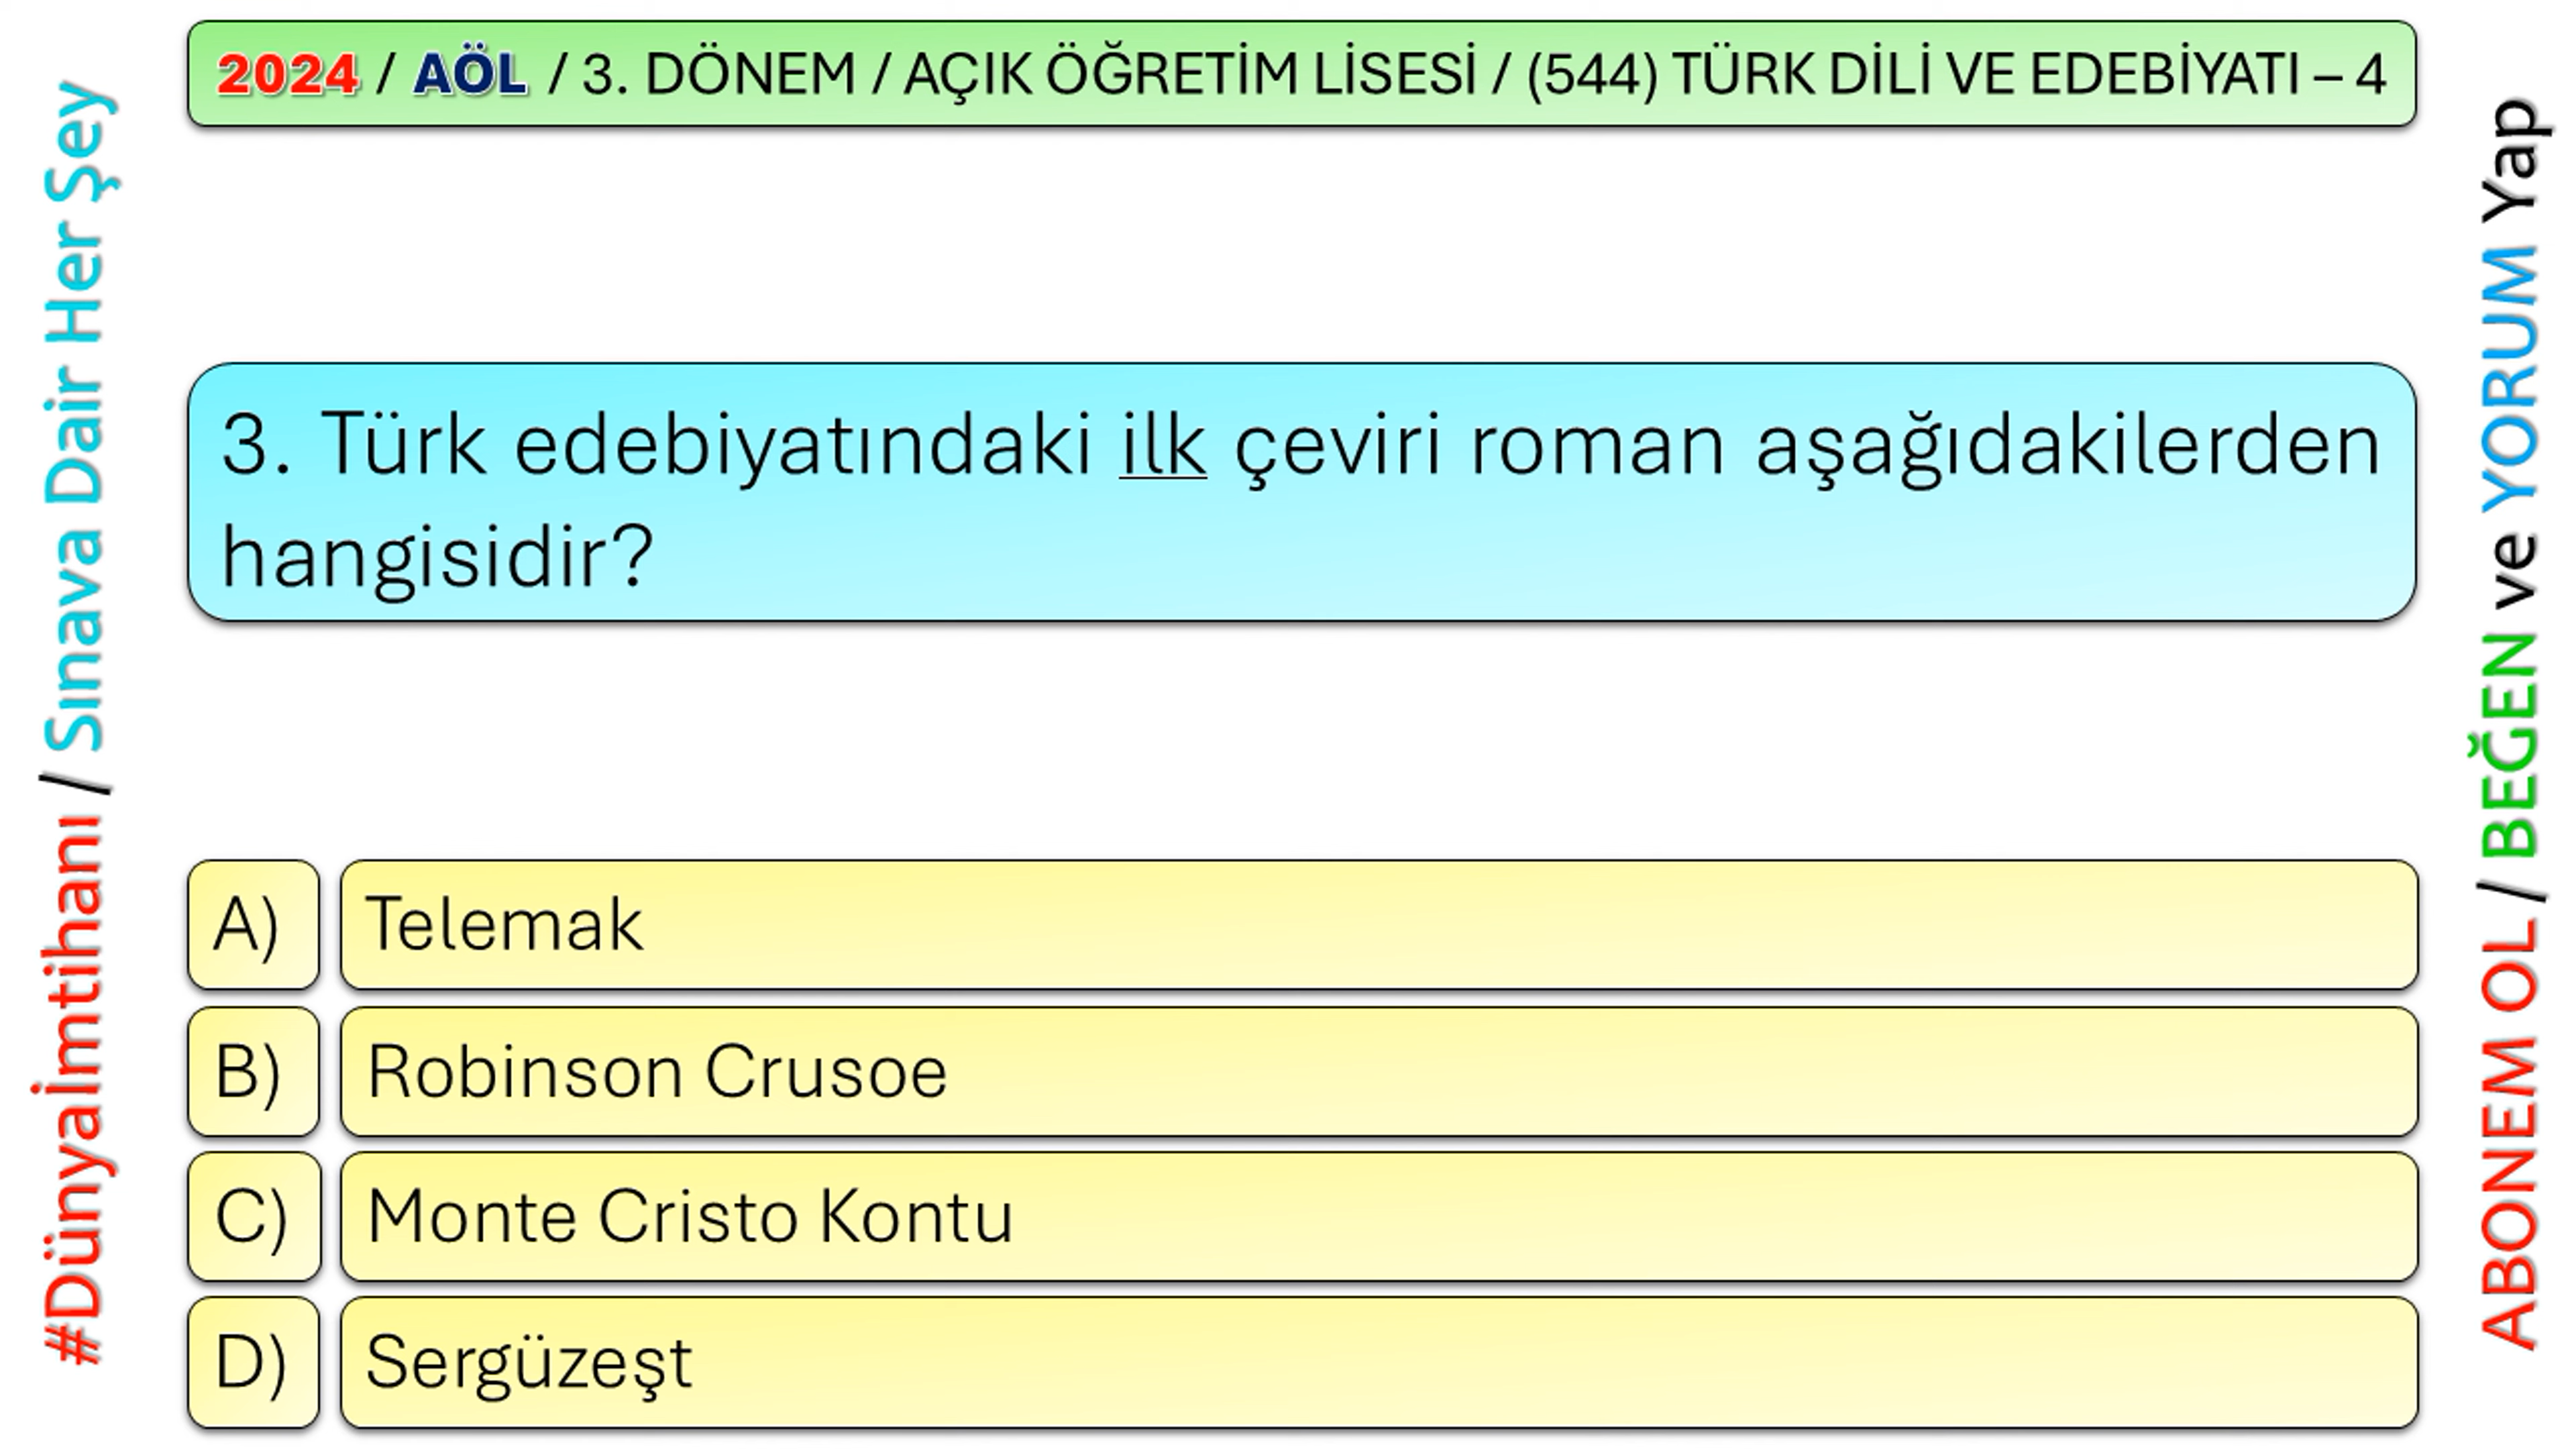 2024 / AÖL / 3. DÖNEM / AÇIK ÖĞRETİM LİSESİ / (544) TÜRK DİLİ VE EDEBİYATI – 4
#Dünyaİmtihanı / Sınava Dair Her Şey
3. Türk edebiyatındaki ilk çeviri roman aşağıdakilerden
hangisidir?
A) Telemak
B) Robinson Crusoe
C) Monte Cristo Kontu
D) Sergüzeşt
ABONEM OL / BEĞEN ve YORUM Yap